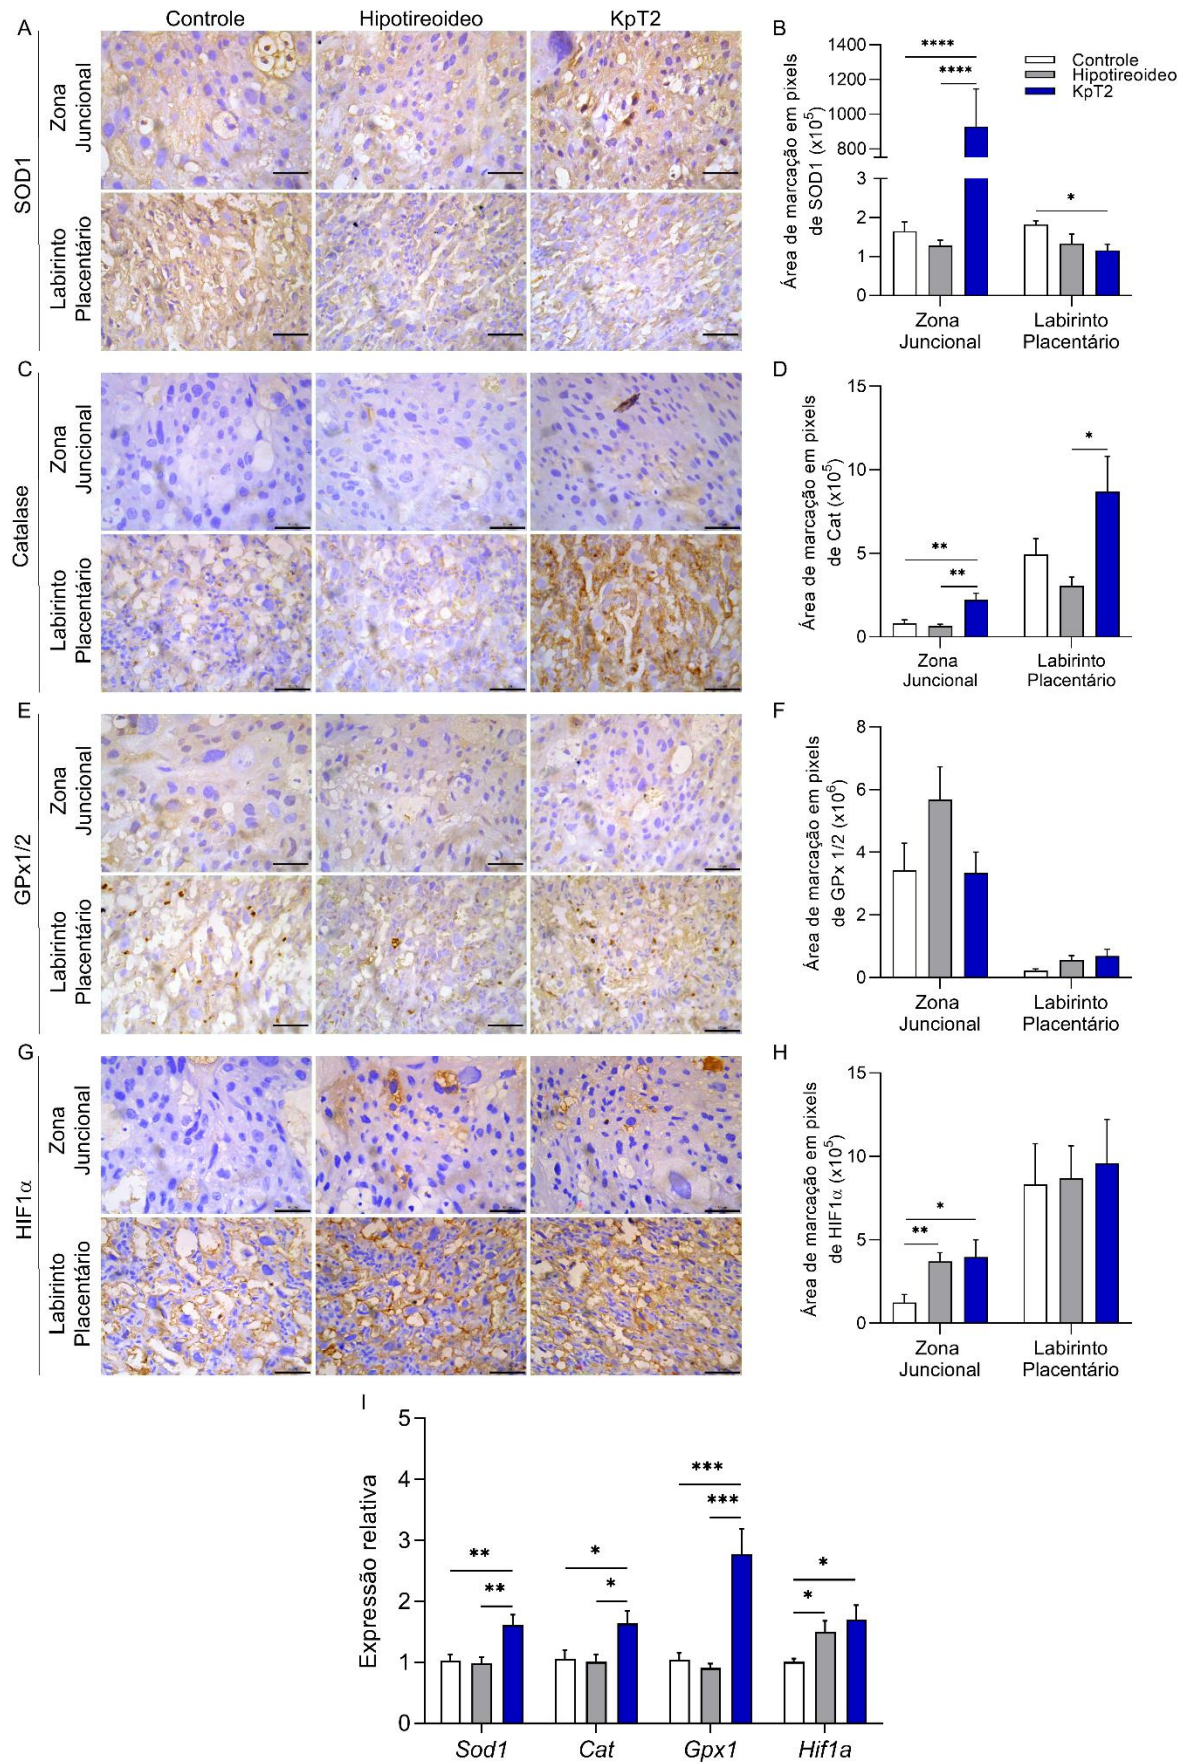 A
Controle
Hipotireoideo
KpT2
SOD1
Zona
Juncional
Labirinto
Placentário
B
Área de marcação em pixels
de SOD1 (x10⁵)
1400
1200
1000
800
3
2
1
0
****
****
*
Controle
Hipotireoideo
KpT2
Zona
Juncional
Labirinto
Placentário
C
Catalase
Zona
Juncional
Labirinto
Placentário
D
Área de marcação em pixels
de Cat (x10⁵)
15
10
5
0
**
**
*
Zona
Juncional
Labirinto
Placentário
E
GPx1/2
Zona
Juncional
Labirinto
Placentário
F
Área de marcação em pixels
de GPx 1/2 (x10⁶)
8
6
4
2
0
Zona
Juncional
Labirinto
Placentário
G
HIF1α
Zona
Juncional
Labirinto
Placentário
H
Área de marcação em pixels
de HIF1α (x10⁵)
15
10
5
0
**
*
Zona
Juncional
Labirinto
Placentário
I
Expressão relativa
5
4
3
2
1
0
**
**
*
*
***
***
*
*
Sod1
Cat
Gpx1
Hif1a